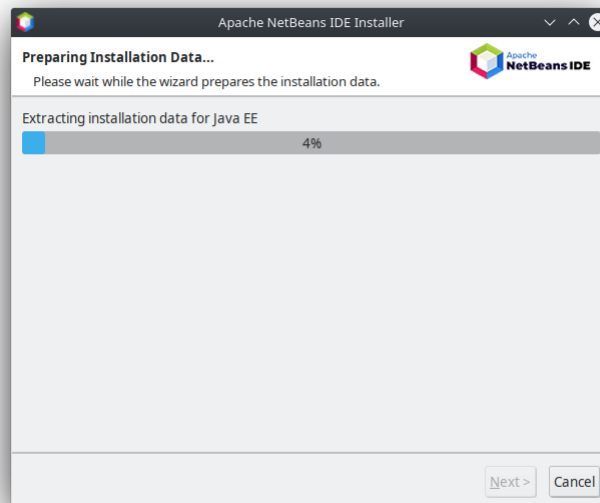 Apache NetBeans IDE Installer
Preparing Installation Data...
Apache
NetBeans IDE
Please wait while the wizard prepares the installation data.
Extracting installation data for Java EE
4%
Next >
Cancel